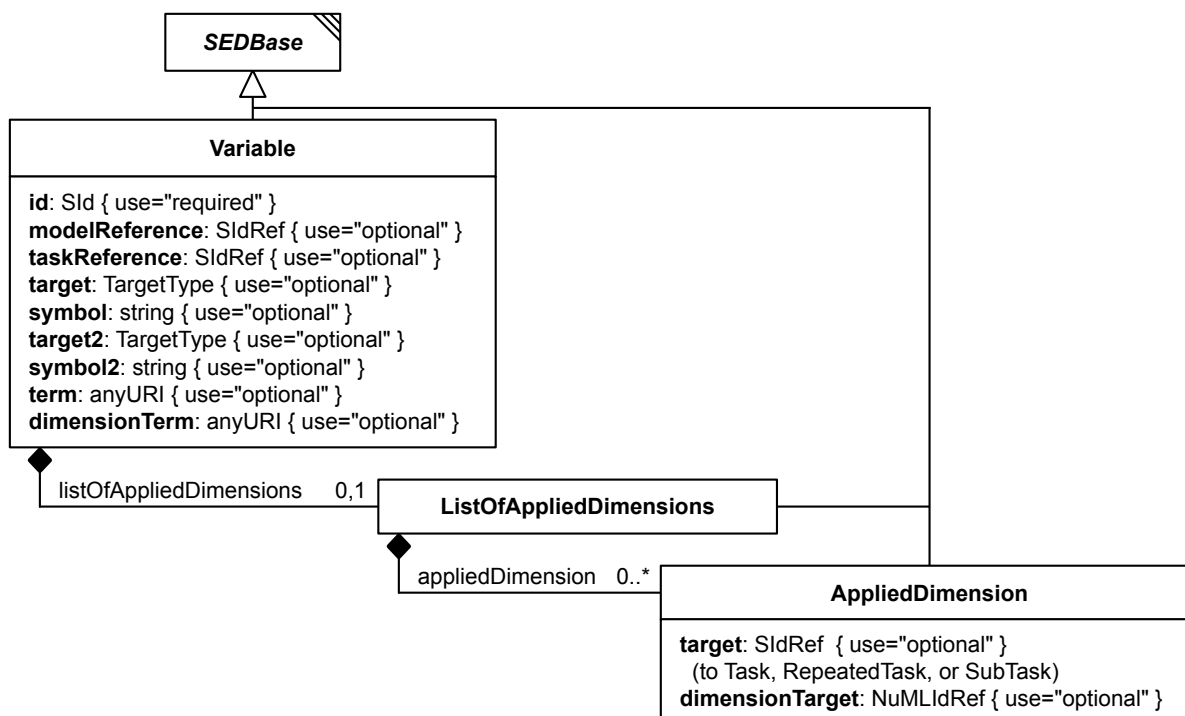 SEDBase
Variable
id: SId { use="required" }
modelReference: SIdRef { use="optional" }
taskReference: SIdRef { use="optional" }
target: TargetType { use="optional" }
symbol: string { use="optional" }
target2: TargetType { use="optional" }
symbol2: string { use="optional" }
term: anyURI { use="optional" }
dimensionTerm: anyURI { use="optional" }
listOfAppliedDimensions 0,1
ListOfAppliedDimensions
appliedDimension 0..*
AppliedDimension
target: SIdRef { use="optional" }
(to Task, RepeatedTask, or SubTask)
dimensionTarget: NuMLIdRef { use="optional" }